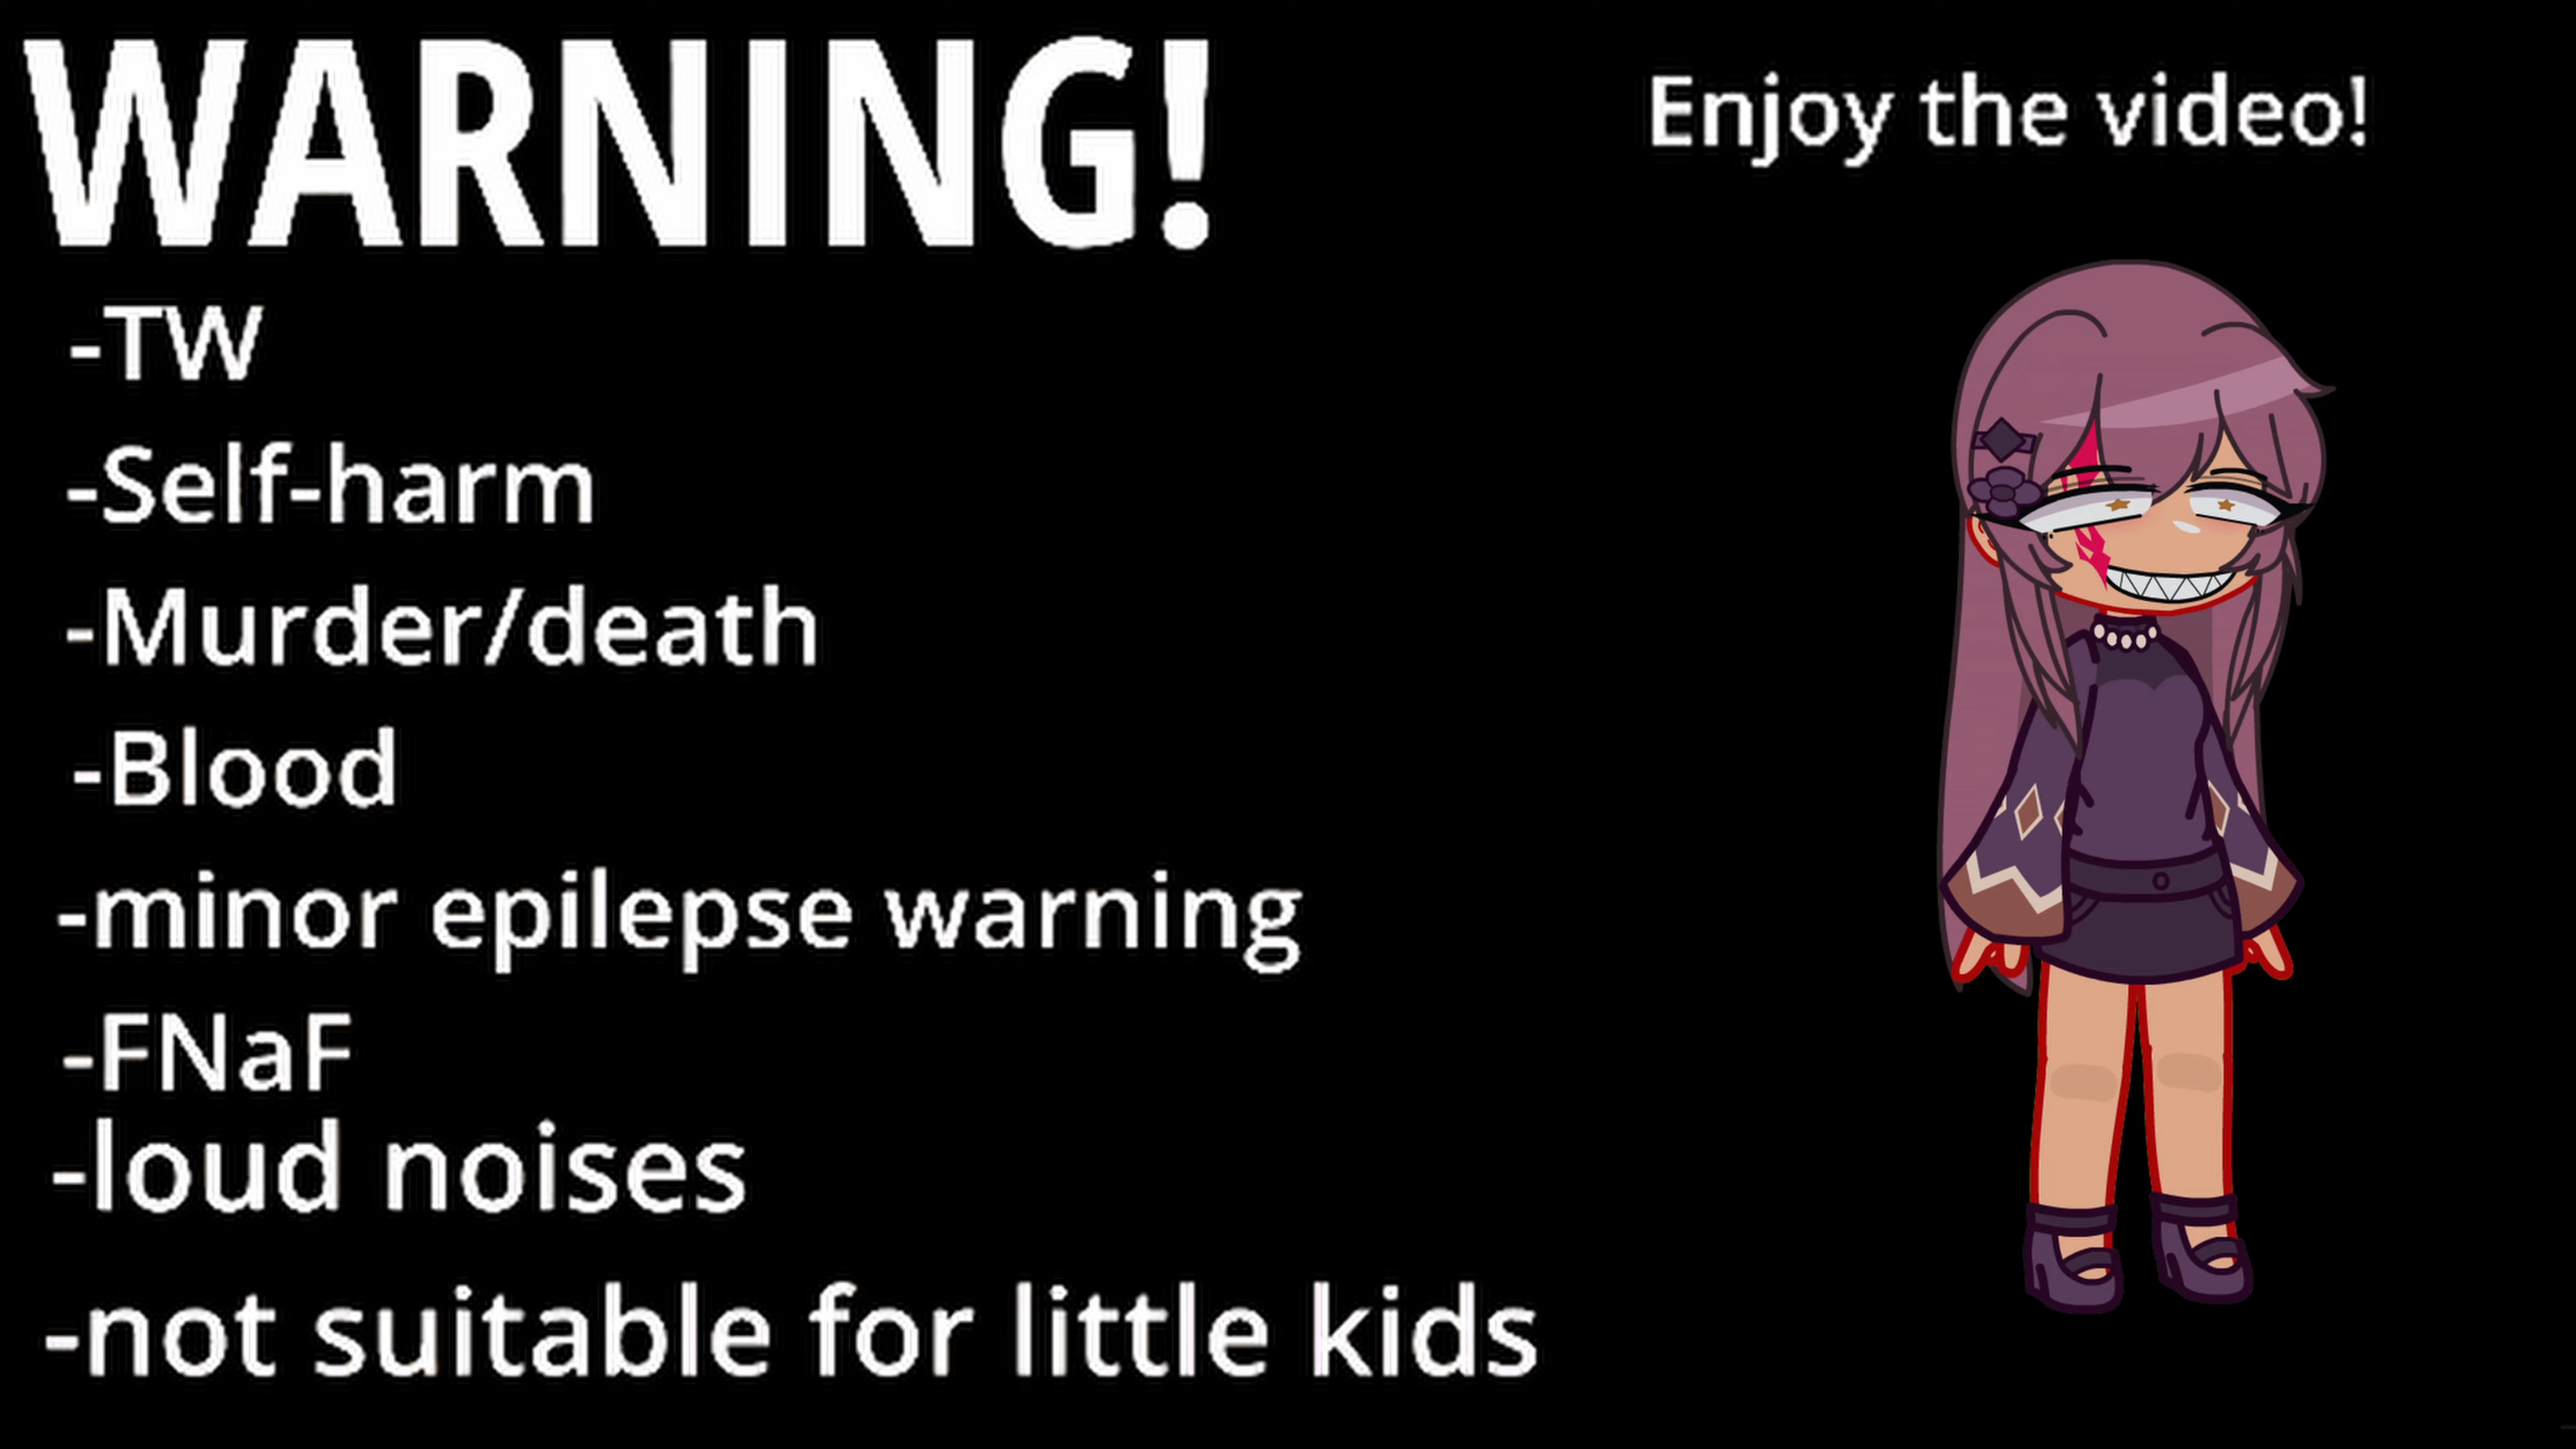 WARNING!
Enjoy the video!
-TW
-Self-harm
-Murder/death
-Blood
-minor epilepse warning
-FNaF
-loud noises
-not suitable for little kids